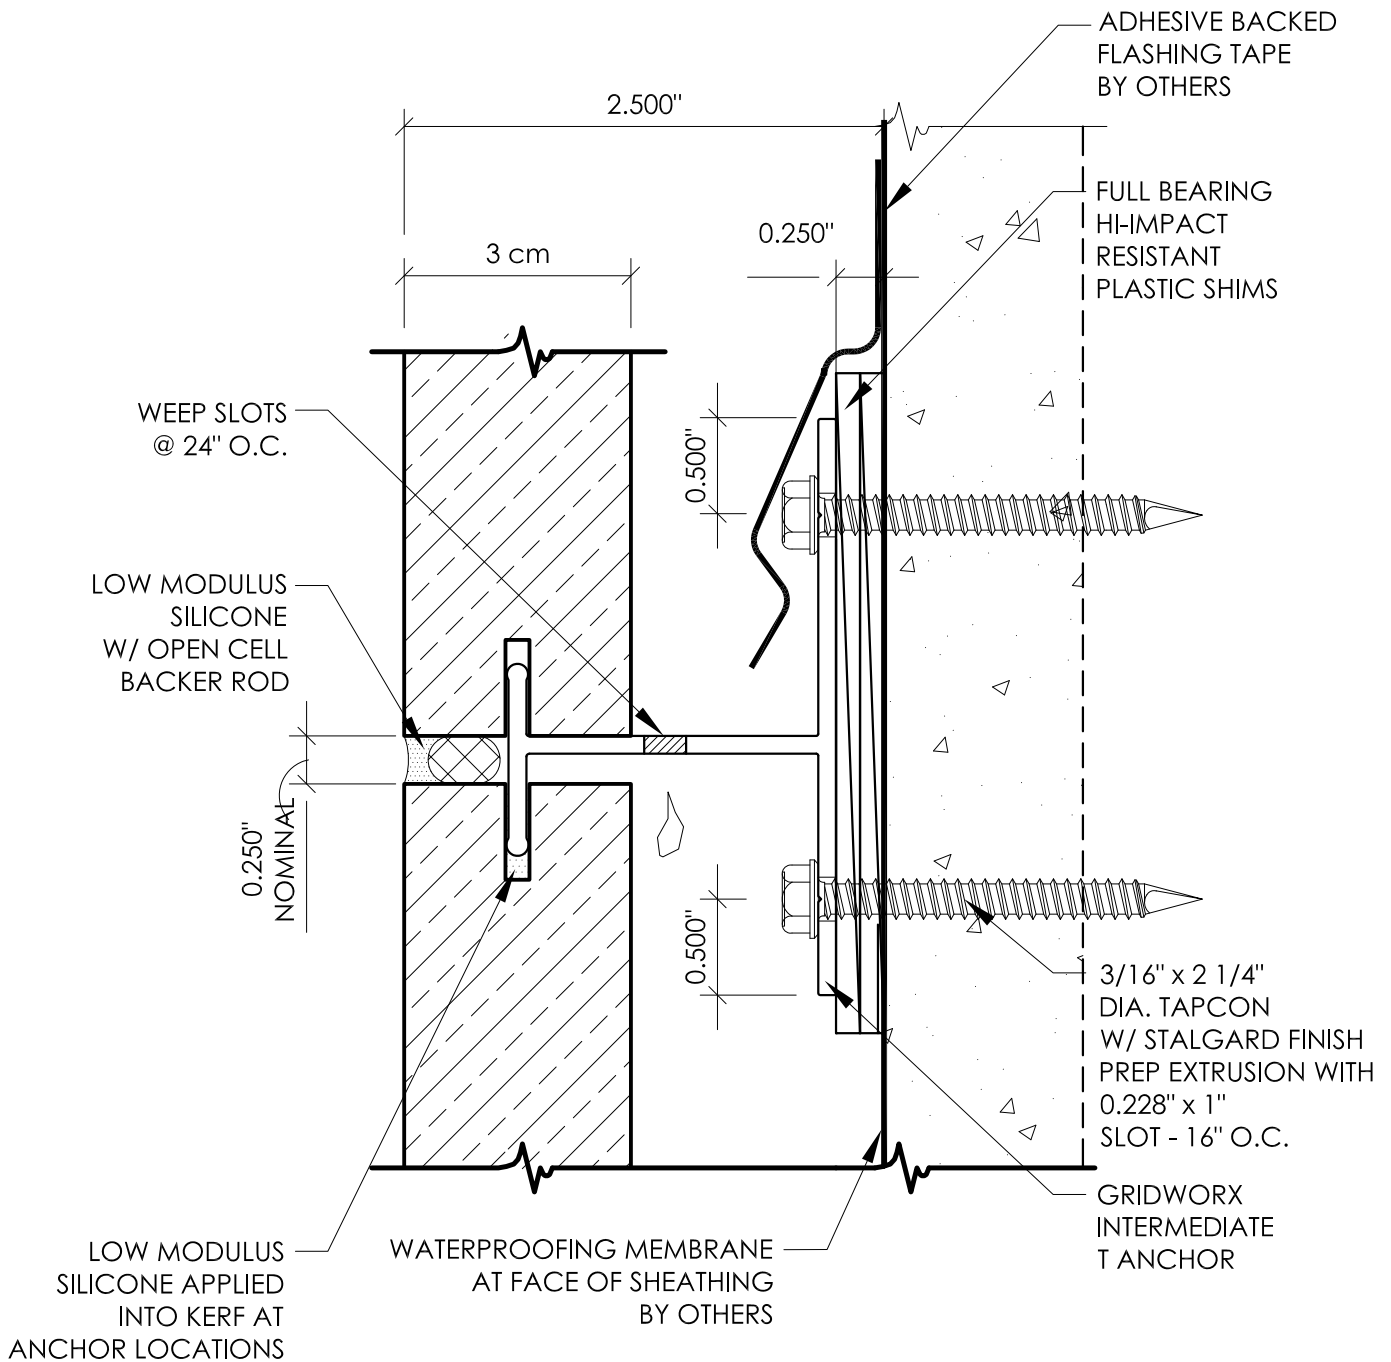 ADHESIVE BACKED
FLASHING TAPE
BY OTHERS
2.500"
FULL BEARING
HI-IMPACT
RESISTANT
PLASTIC SHIMS
0.250"
3 cm
WEEP SLOTS
@ 24" O.C.
0.500"
LOW MODULUS
SILICONE
W/ OPEN CELL
BACKER ROD
0.250"
NOMINAL
0.500"
3/16" x 2 1/4"
DIA. TAPCON
W/ STALGARD FINISH
PREP EXTRUSION WITH
0.228" x 1"
SLOT - 16" O.C.
GRIDWORX
INTERMEDIATE
T ANCHOR
LOW MODULUS
SILICONE APPLIED
INTO KERF AT
ANCHOR LOCATIONS
WATERPROOFING MEMBRANE
AT FACE OF SHEATHING
BY OTHERS